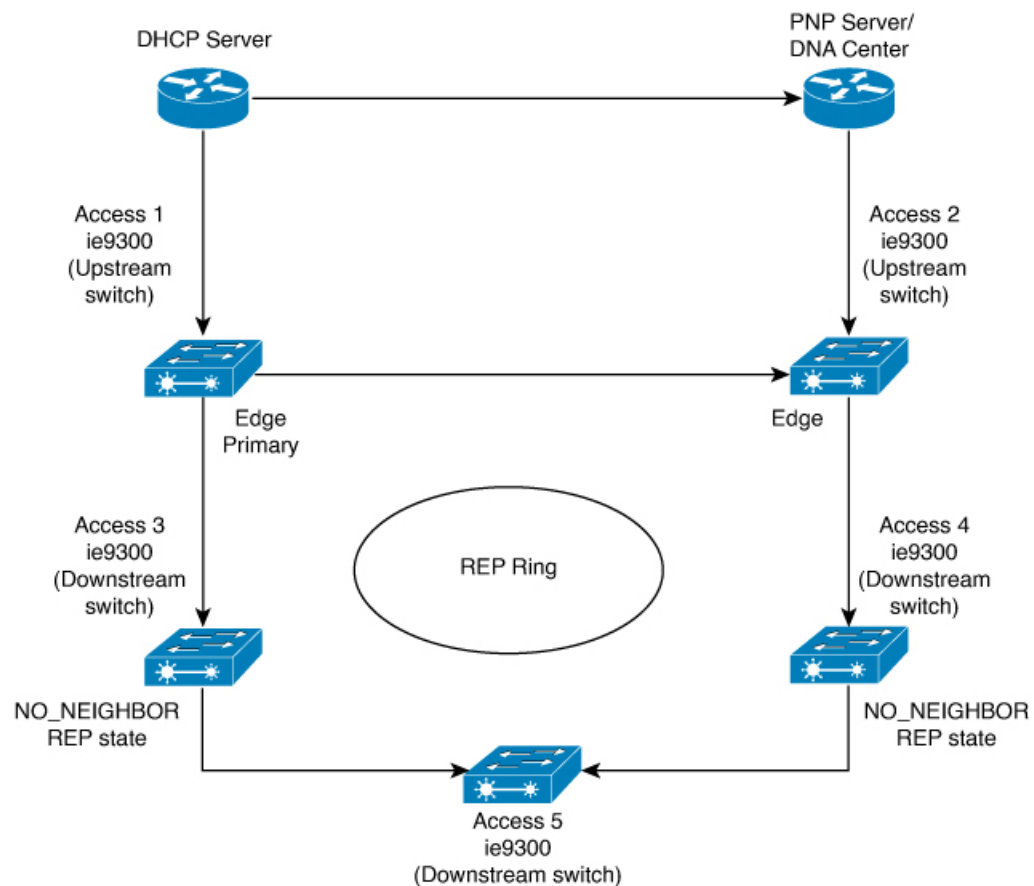 DHCP Server
PNP Server/
DNA Center
Access 1
ie9300
(Upstream
switch)
Access 2
ie9300
(Upstream
switch)
Edge
Primary
Edge
Access 3
ie9300
(Downstream
switch)
REP Ring
Access 4
ie9300
(Downstream
switch)
NO_NEIGHBOR
REP state
NO_NEIGHBOR
REP state
Access 5
ie9300
(Downstream switch)